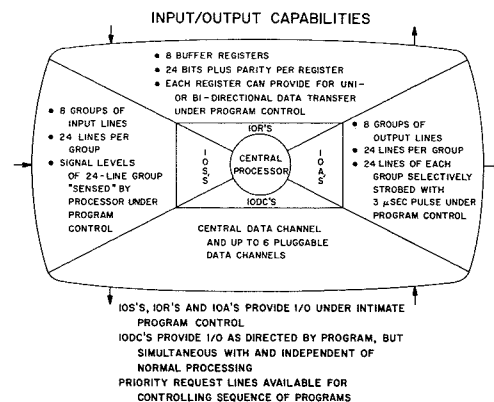 INPUT/OUTPUT CAPABILITIES
• 8 BUFFER REGISTERS
• 24 BITS PLUS PARITY PER REGISTER
• EACH REGISTER CAN PROVIDE FOR UNI-
OR BI-DIRECTIONAL DATA TRANSFER
UNDER PROGRAM CONTROL
• 8 GROUPS OF
INPUT LINES
• 24 LINES PER
GROUP
• SIGNAL LEVELS
OF 24-LINE GROUP
"SENSED" BY
PROCESSOR UNDER
PROGRAM
CONTROL
IOR'S
IOS'S
CENTRAL
PROCESSOR
IOA'S
IODC'S
• 8 GROUPS OF
OUTPUT LINES
• 24 LINES PER GROUP
• 24 LINES OF EACH
GROUP SELECTIVELY
STROBED WITH
3 μSEC PULSE UNDER
PROGRAM CONTROL
CENTRAL DATA CHANNEL
AND UP TO 6 PLUGGABLE
DATA CHANNELS
IOS'S, IOR'S AND IOA'S PROVIDE I/O UNDER INTIMATE
PROGRAM CONTROL
IODC'S PROVIDE I/O AS DIRECTED BY PROGRAM, BUT
SIMULTANEOUS WITH AND INDEPENDENT OF
NORMAL PROCESSING
PRIORITY REQUEST LINES AVAILABLE FOR
CONTROLLING SEQUENCE OF PROGRAMS